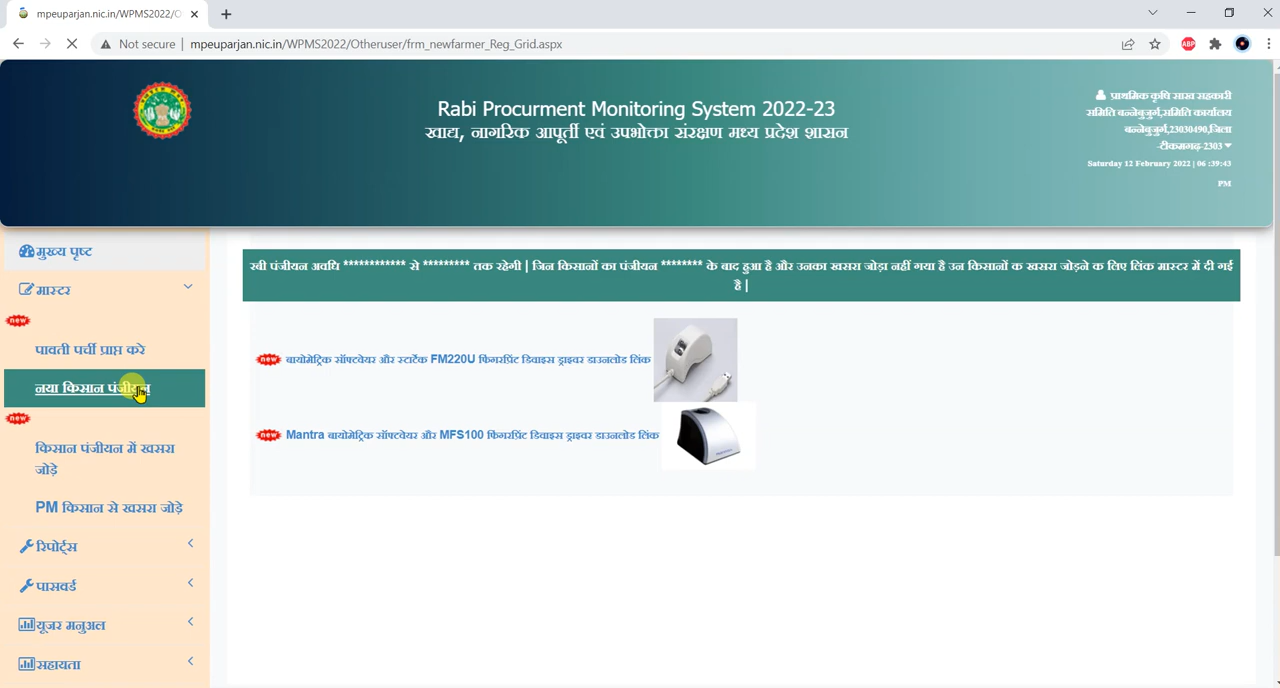 mpeuparjan.nic.in/WPMS2022/O
Not secure | mpeuparjan.nic.in/WPMS2022/Otheruser/frm_newfarmer_Reg_Grid.aspx
ABP
Rabi Procurment Monitoring System 2022-23
खाद्य, नागरिक आपूर्ती एवं उपभोक्ता संरक्षण मध्य प्रदेश शासन
प्राथमिक कृषि साख सहकारी
समिति बन्नेबुजुर्ग,समिति कार्यालय
बन्नेबुजुर्ग,23030490,जिला
-टीकमगढ़-2303
Saturday 12 February 2022 | 06 :39:43
PM
मुख्य पृष्ट
मास्टर
new
पावती पर्ची प्राप्त करे
नया किसान पंजीयन
new
किसान पंजीयन में खसरा
जोड़े
PM किसान से खसरा जोड़े
रिपोर्ट्स
पासवर्ड
यूजर मनुअल
सहायता
रबी पंजीयन अवधि ************ से ********* तक रहेगी | जिन किसानों का पंजीयन ******** के बाद हुआ है और उनका खसरा जोड़ा नहीं गया है उन किसानों क खसरा जोड़ने क लिए लिंक मास्टर में दी गई
है |
new बायोमेट्रिक सॉफ्टवेयर और स्टार्टेक FM220U फिंगरप्रिंट डिवाइस ड्राइवर डाउनलोड लिंक
new Mantra बायोमेट्रिक सॉफ्टवेयर और MFS100 फिंगरप्रिंट डिवाइस ड्राइवर डाउनलोड लिंक